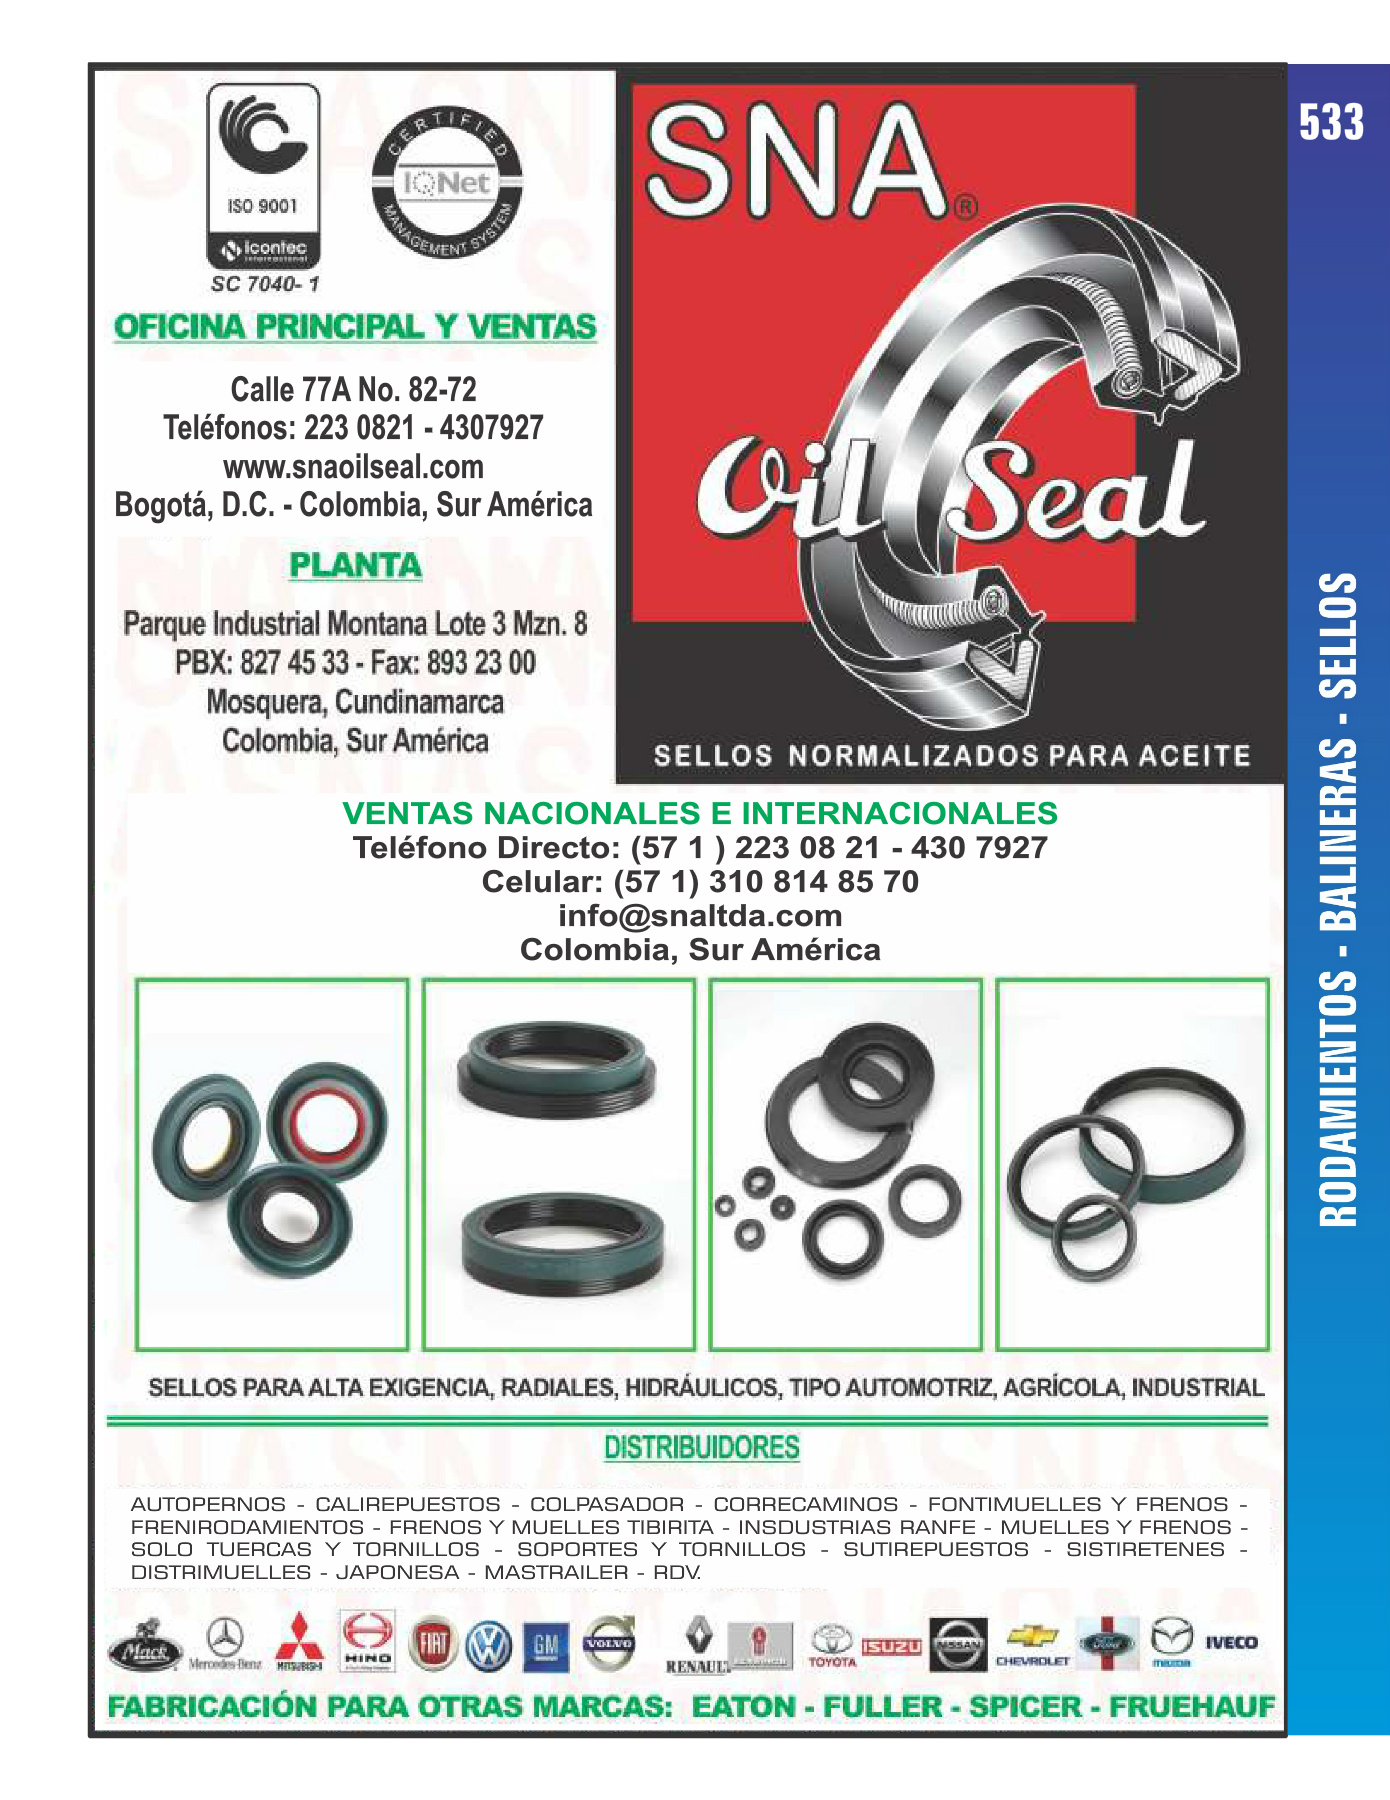 533
ISO 9001
icontec
internacional
SC 7040- 1
CERTIFIED
IQNet
MANAGEMENT SYSTEM
SNA®
Oil Seal
SELLOS NORMALIZADOS PARA ACEITE
OFICINA PRINCIPAL Y VENTAS
Calle 77A No. 82-72
Teléfonos: 223 0821 - 4307927
www.snaoilseal.com
Bogotá, D.C. - Colombia, Sur América
PLANTA
Parque Industrial Montana Lote 3 Mzn. 8
PBX: 827 45 33 - Fax: 893 23 00
Mosquera, Cundinamarca
Colombia, Sur América
VENTAS NACIONALES E INTERNACIONALES
Teléfono Directo: (57 1 ) 223 08 21 - 430 7927
Celular: (57 1) 310 814 85 70
info@snaltda.com
Colombia, Sur América
RODAMIENTOS - BALINERAS - SELLOS
SELLOS PARA ALTA EXIGENCIA, RADIALES, HIDRÁULICOS, TIPO AUTOMOTRIZ, AGRÍCOLA, INDUSTRIAL
DISTRIBUIDORES
AUTOPERNOS - CALIREPUESTOS - COLPASADOR - CORRECAMINOS - FONTIMUELLES Y FRENOS -
FRENIRODAMIENTOS - FRENOS Y MUELLES TIBIRITA - INSDUSTRIAS RANFE - MUELLES Y FRENOS -
SOLO TUERCAS Y TORNILLOS - SOPORTES Y TORNILLOS - SUTIREPUESTOS - SISTIRETENES -
DISTRIMUELLES - JAPONESA - MASTRAILER - RDV.
Mack
Mercedes-Benz
MITSUBISHI
HINO
FIAT
GM
VOLVO
RENAULT
TOYOTA
ISUZU
NISSAN
CHEVROLET
Ford
mazda
IVECO
FABRICACIÓN PARA OTRAS MARCAS: EATON - FULLER - SPICER - FRUEHAUF